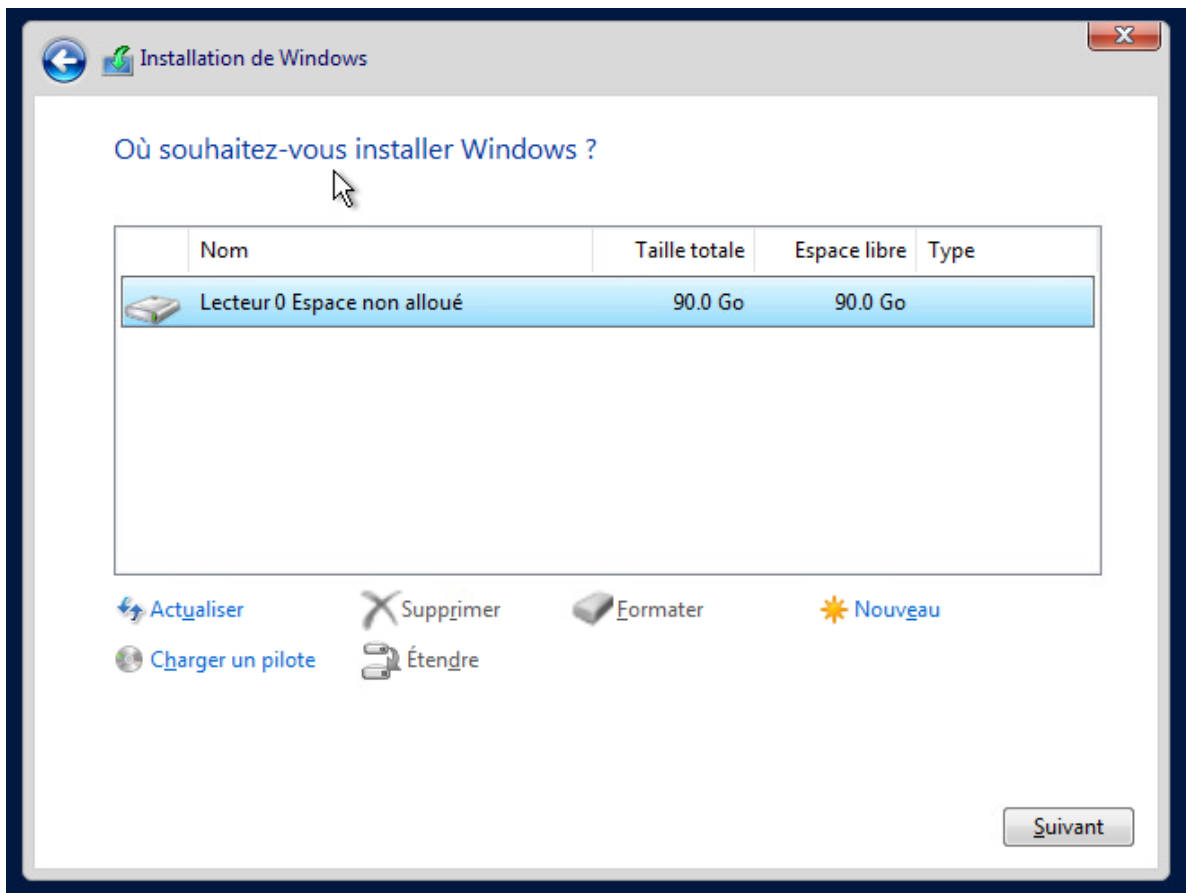 Installation de Windows
Où souhaitez-vous installer Windows ?
Nom Taille totale Espace libre Type
Lecteur 0 Espace non alloué 90.0 Go 90.0 Go
Actualiser Supprimer Formater Nouveau
Charger un pilote Étendre
Suivant